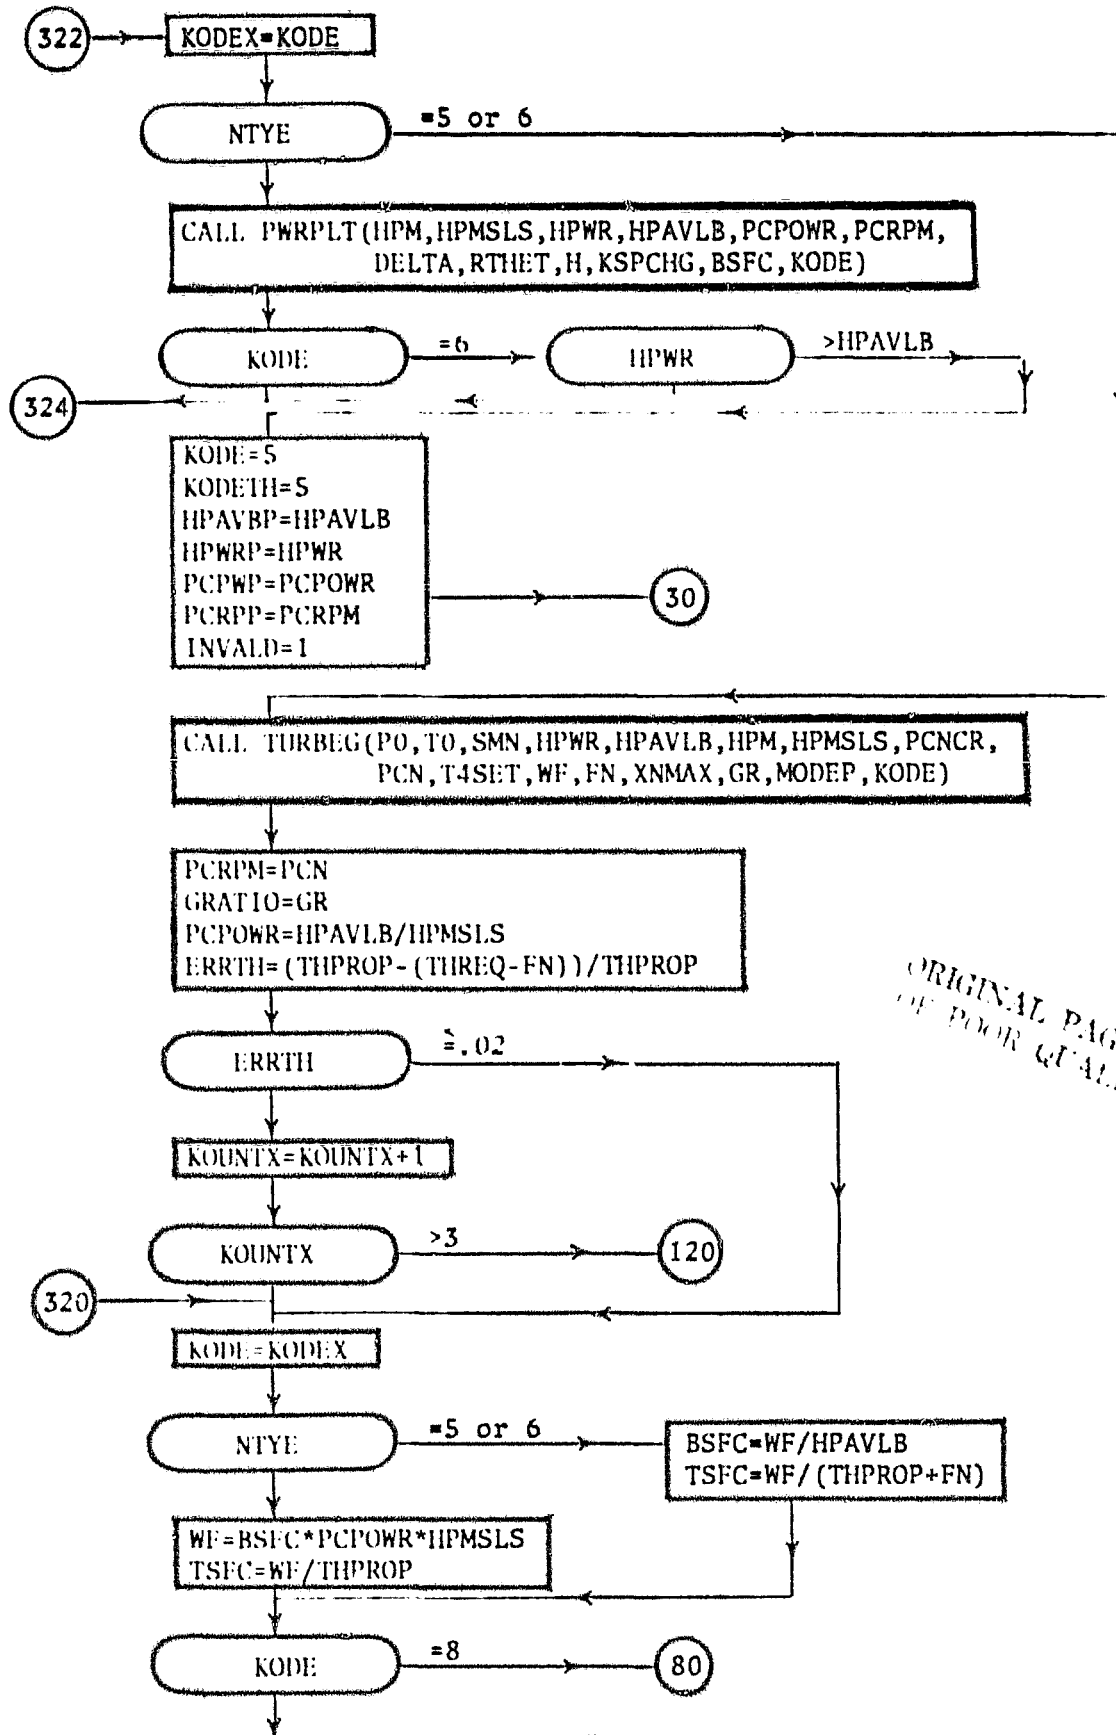 322
KODEX=KODE
NTYE
=5 or 6
CALL PWRPLT(HPM,HPMSLS,HPWR,HPAVLB,PCPOWR,PCRPM,
DELTA,RTHET,H,KSPCHG,BSFC,KODE)
KODE
=6
HPWR
>HPAVLB
324
KODE=5
KODETH=5
HPAVBP=HPAVLB
HPWRP=HPWR
PCPWP=PCPOWR
PCRPP=PCRPM
INVALD=1
30
CALL TURBEG(PO,TO,SMN,HPWR,HPAVLB,HPM,HPMSLS,PCNCR,
PCN,T4SET,WF,FN,XNMAX,GR,MODEP,KODE)
PCRPM=PCN
GRATIO=GR
PCPOWR=HPAVLB/HPMSLS
ERRTH=(THPROP-(THREQ-FN))/THPROP
ORIGINAL PAG
OF POOR QUAL
ERRTH
.02
KOUNTX=KOUNTX+1
KOUNTX
>3
120
320
KODE=KODEX
NTYE
=5 or 6
BSFC=WF/HPAVLB
TSFC=WF/(THPROP+FN)
WF=BSFC*PCPOWR*HPMSLS
TSFC=WF/THPROP
KODE
=8
80